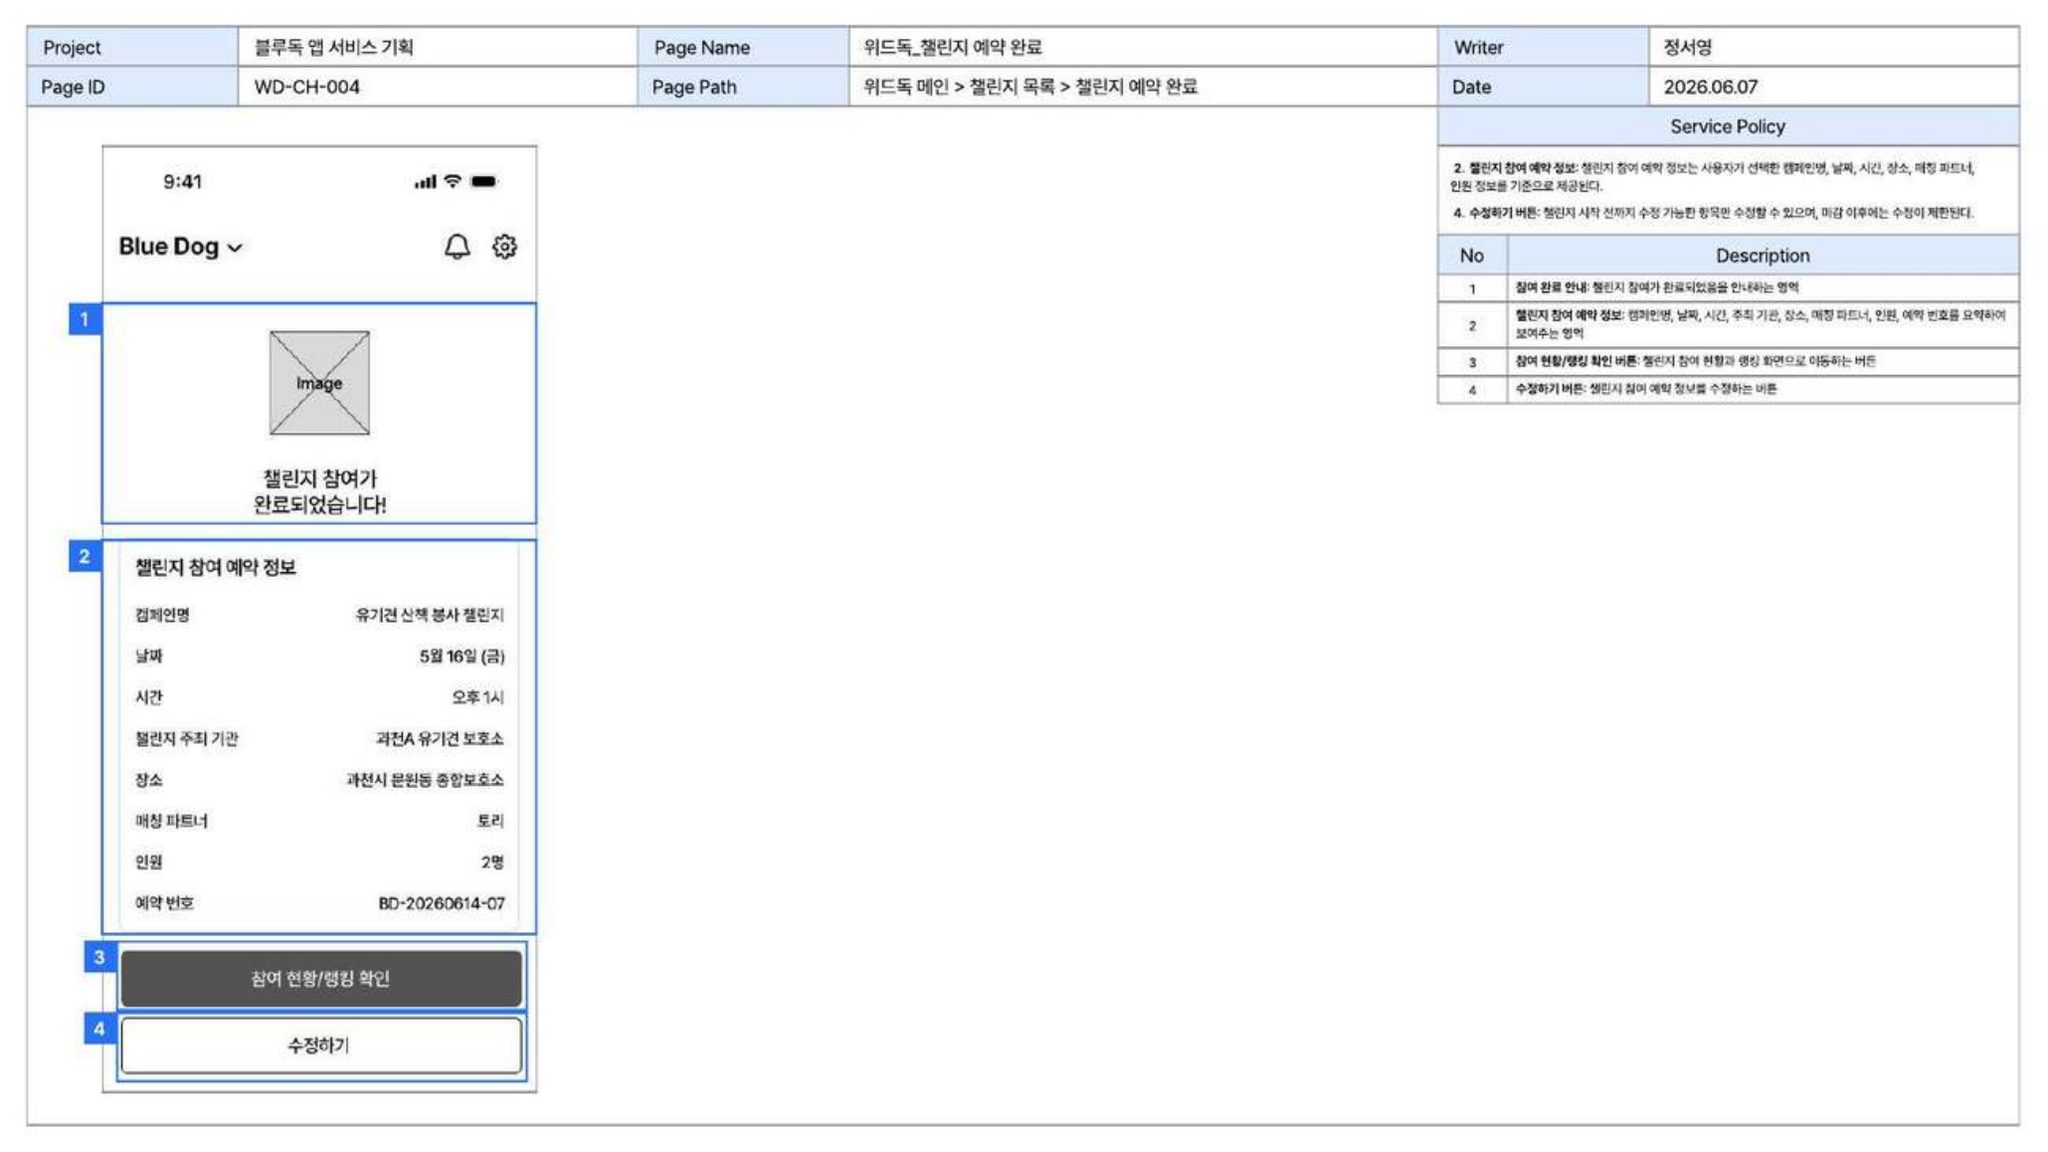 Project 블루독 앱 서비스 기획 Page Name 위드독_챌린지 예약 완료 Writer 정서영
Page ID WD-CH-004 Page Path 위드독 메인 > 챌린지 목록 > 챌린지 예약 완료 Date 2026.06.07
9:41
Blue Dog
1
Image
챌린지 참여가
완료되었습니다!
2
챌린지 참여 예약 정보
캠페인명 유기견 산책 봉사 챌린지
날짜 5월 16일 (금)
시간 오후 1시
챌린지 주최 기관 과천A 유기견 보호소
장소 과천시 문원동 종합보호소
매칭 파트너 토리
인원 2명
예약 번호 BD-20260614-07
3
참여 현황/랭킹 확인
4
수정하기
Service Policy
2. 챌린지 참여 예약 정보: 챌린지 참여 예약 정보는 사용자가 선택한 캠페인명, 날짜, 시간, 장소, 매칭 파트너,
인원 정보를 기준으로 제공된다.
4. 수정하기 버튼: 챌린지 시작 전까지 수정 가능한 항목만 수정할 수 있으며, 마감 이후에는 수정이 제한된다.
No Description
1 참여 완료 안내: 챌린지 참여가 완료되었음을 안내하는 영역
2 챌린지 참여 예약 정보: 캠페인명, 날짜, 시간, 주최 기관, 장소, 매칭 파트너, 인원, 예약 번호를 요약하여
보여주는 영역
3 참여 현황/랭킹 확인 버튼: 챌린지 참여 현황과 랭킹 화면으로 이동하는 버튼
4 수정하기 버튼: 챌린지 참여 예약 정보를 수정하는 버튼